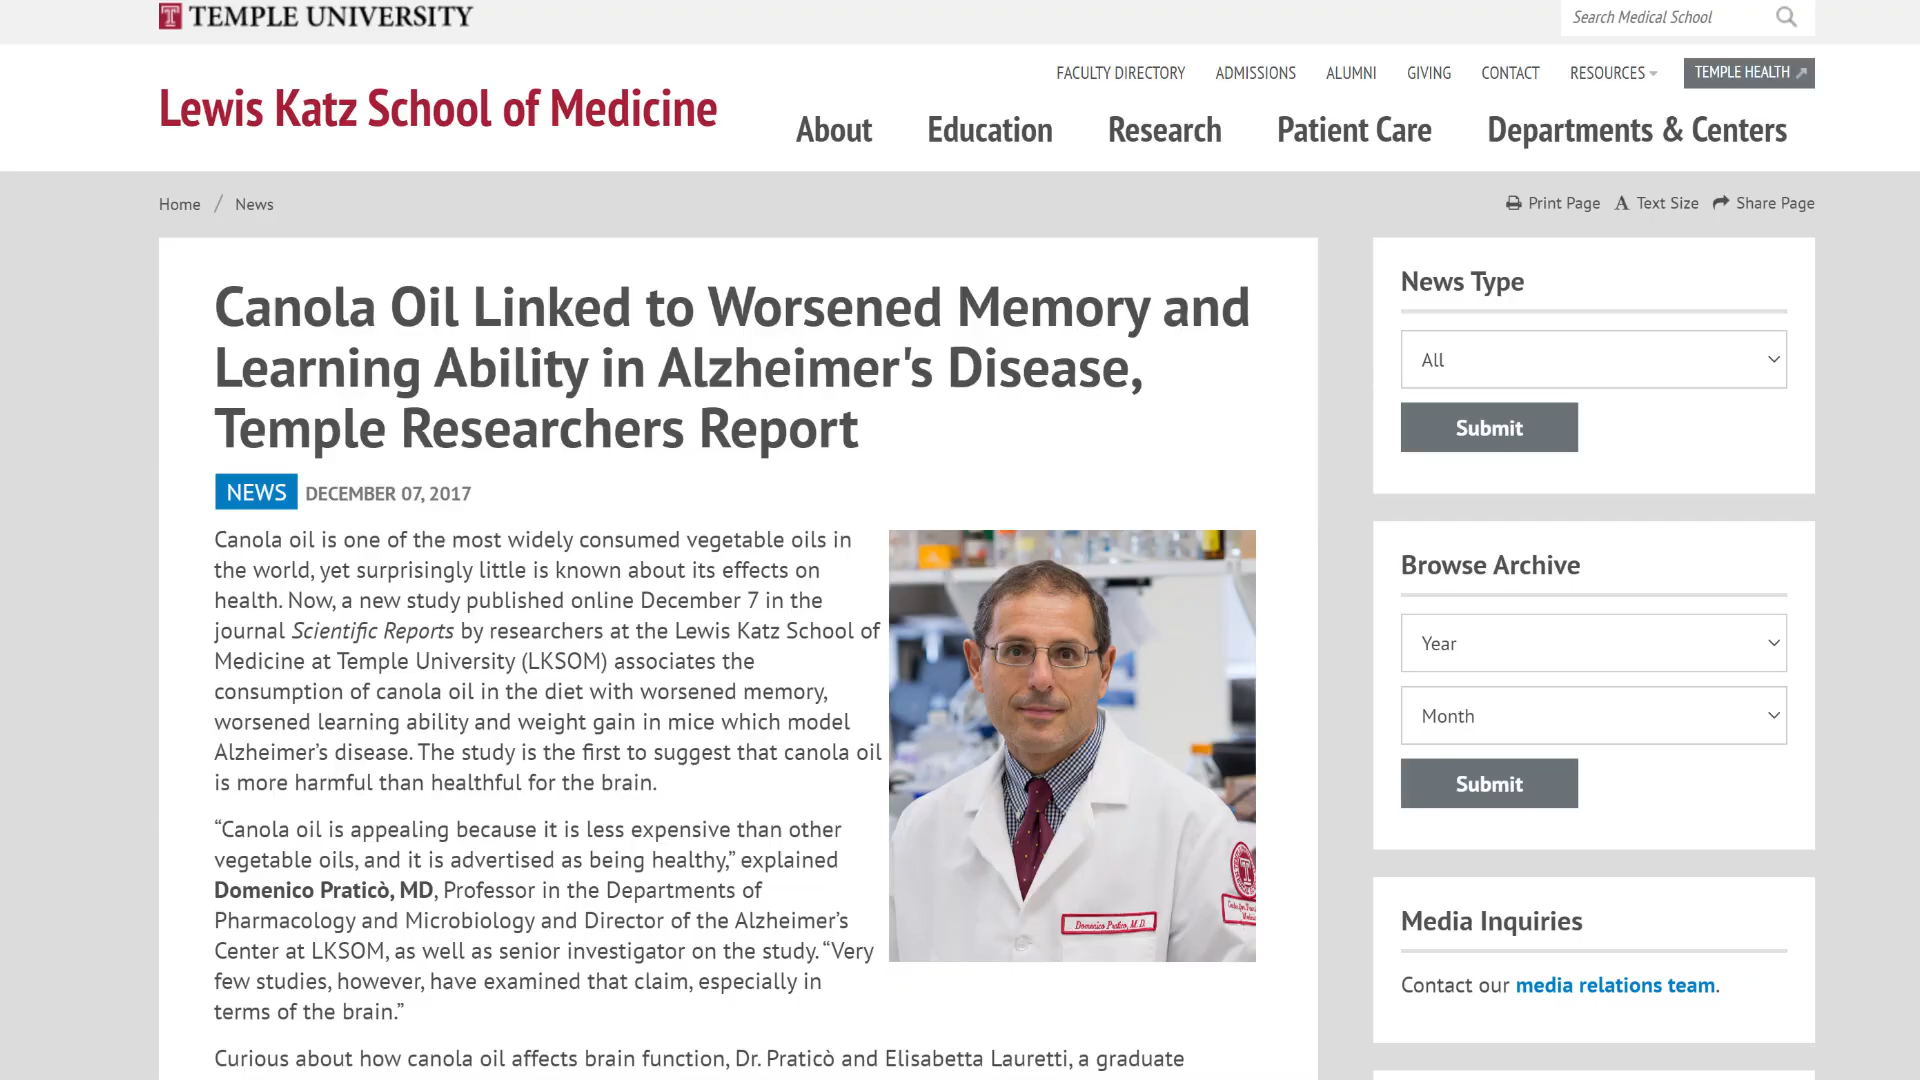 TEMPLE UNIVERSITY
Search Medical School
FACULTY DIRECTORY
ADMISSIONS
ALUMNI
GIVING
CONTACT
RESOURCES
TEMPLE HEALTH
Lewis Katz School of Medicine
About
Education
Research
Patient Care
Departments & Centers
Home / News
Print Page
Text Size
Share Page
Canola Oil Linked to Worsened Memory and
Learning Ability in Alzheimer's Disease,
Temple Researchers Report
NEWS
DECEMBER 07, 2017
Canola oil is one of the most widely consumed vegetable oils in
the world, yet surprisingly little is known about its effects on
health. Now, a new study published online December 7 in the
journal Scientific Reports by researchers at the Lewis Katz School of
Medicine at Temple University (LKSOM) associates the
consumption of canola oil in the diet with worsened memory,
worsened learning ability and weight gain in mice which model
Alzheimer’s disease. The study is the first to suggest that canola oil
is more harmful than healthful for the brain.
“Canola oil is appealing because it is less expensive than other
vegetable oils, and it is advertised as being healthy,” explained
Domenico Praticò, MD, Professor in the Departments of
Pharmacology and Microbiology and Director of the Alzheimer’s
Center at LKSOM, as well as senior investigator on the study. “Very
few studies, however, have examined that claim, especially in
terms of the brain.”
Curious about how canola oil affects brain function, Dr. Praticò and Elisabetta Lauretti, a graduate
Domenico Praticò, M.D.
News Type
All
Submit
Browse Archive
Year
Month
Submit
Media Inquiries
Contact our media relations team.